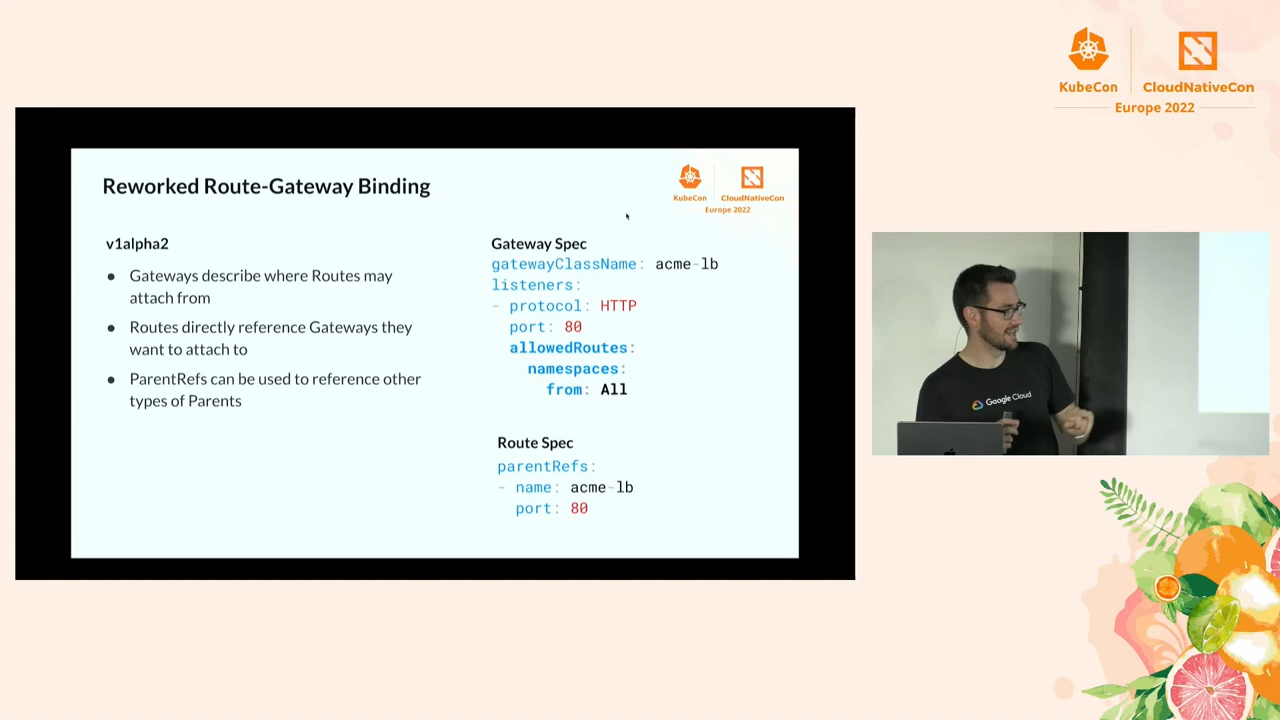 KubeCon
CloudNativeCon
Europe 2022
Reworked Route-Gateway Binding
KubeCon
CloudNativeCon
Europe 2022
v1alpha2
● Gateways describe where Routes may
attach from
● Routes directly reference Gateways they
want to attach to
● ParentRefs can be used to reference other
types of Parents
Gateway Spec
gatewayClassName: acme-lb
listeners:
- protocol: HTTP
port: 80
allowedRoutes:
namespaces:
from: All
Route Spec
parentRefs:
- name: acme-lb
port: 80
Google Cloud